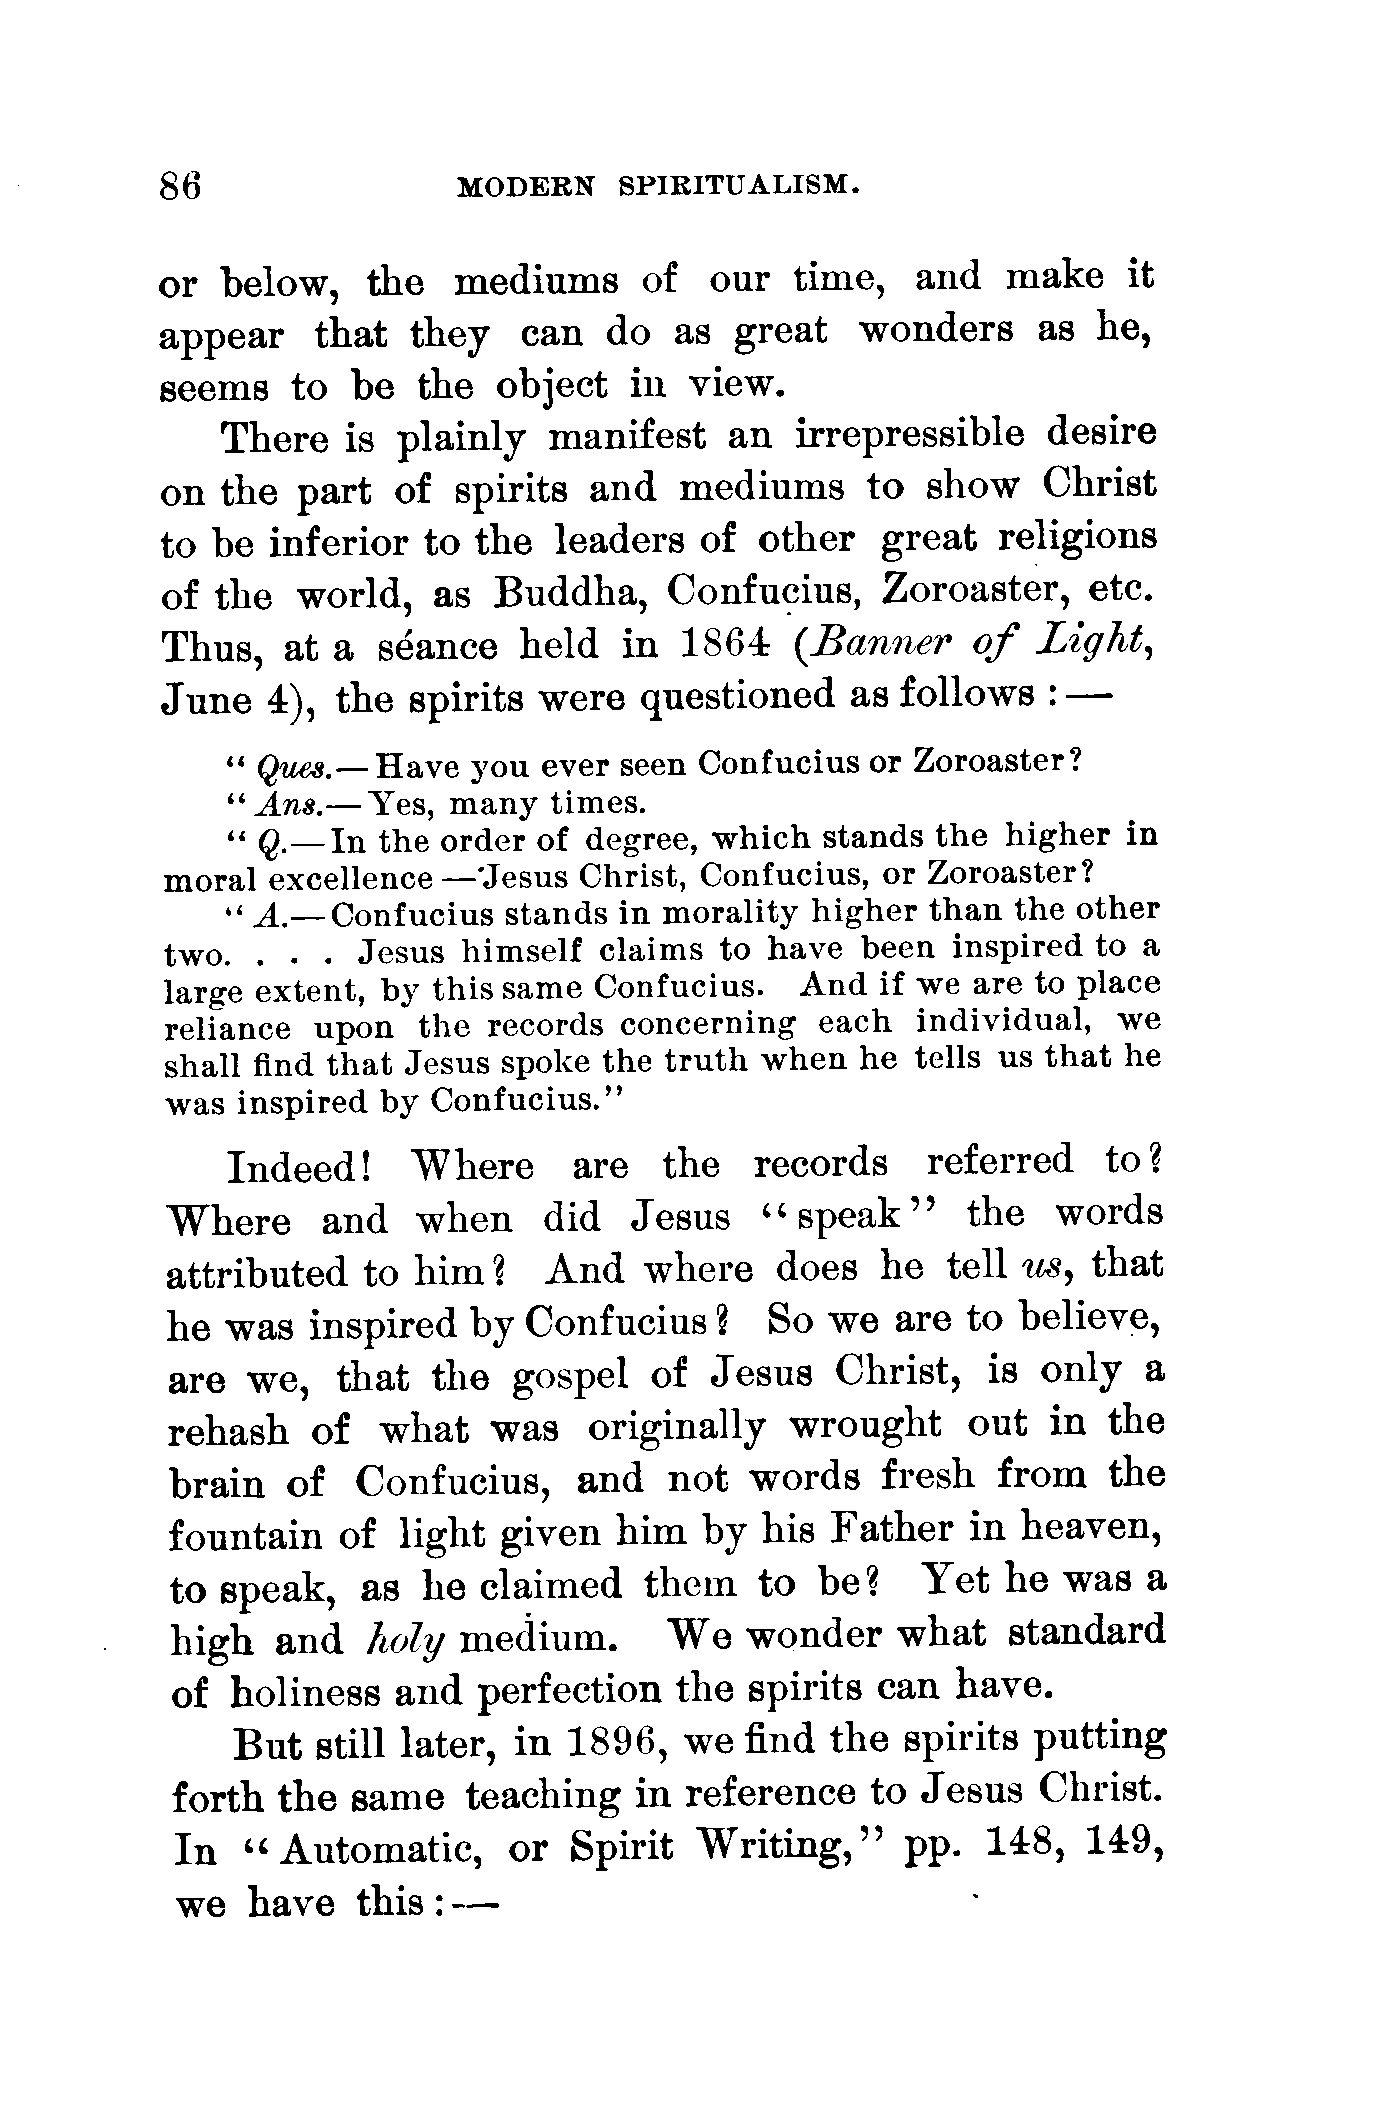 86 MODERN SPIRITUALISM.
or below, the mediums of our time, and make it
appear that they can do as great wonders as he,
seems to be the object in view.
There is plainly manifest an irrepressible desire
on the part of spirits and mediums to show Christ
to be inferior to the leaders of other great religions
of the world, as Buddha, Confucius, Zoroaster, etc.
Thus, at a séance held in 1864 (Banner of Light,
June 4), the spirits were questioned as follows :—
“ Ques.— Have you ever seen Confucius or Zoroaster?
“ Ans.— Yes, many times.
“ Q.—In the order of degree, which stands the higher in
moral excellence — Jesus Christ, Confucius, or Zoroaster?
“ A.— Confucius stands in morality higher than the other
two. . . . Jesus himself claims to have been inspired to a
large extent, by this same Confucius. And if we are to place
reliance upon the records concerning each individual, we
shall find that Jesus spoke the truth when he tells us that he
was inspired by Confucius.”
Indeed! Where are the records referred to?
Where and when did Jesus “ speak ” the words
attributed to him? And where does he tell us, that
he was inspired by Confucius? So we are to believe,
are we, that the gospel of Jesus Christ, is only a
rehash of what was originally wrought out in the
brain of Confucius, and not words fresh from the
fountain of light given him by his Father in heaven,
to speak, as he claimed them to be? Yet he was a
high and holy medium. We wonder what standard
of holiness and perfection the spirits can have.
But still later, in 1896, we find the spirits putting
forth the same teaching in reference to Jesus Christ.
In “ Automatic, or Spirit Writing,” pp. 148, 149,
we have this : —